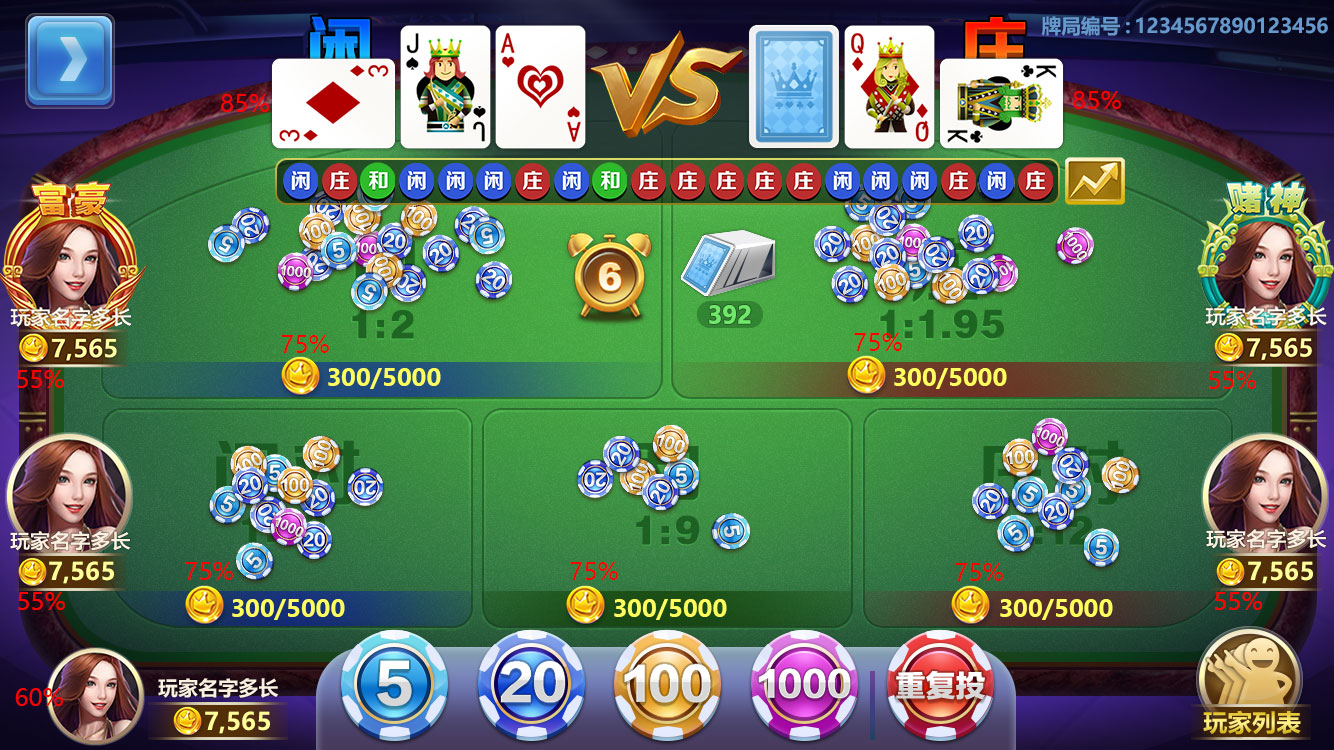 闲
庄
牌局编号：1234567890123456
3
3
J
J
A
A
VS
Q
Q
K
K
85%
85%
闲 庄 和 闲 闲 闲 庄 闲 和 庄 庄 庄 庄 庄 闲 闲 闲 庄 闲 庄
富豪
赌神
玩家名字多长
7,565
55%
6
392
玩家名字多长
7,565
55%
1:2
1:1.95
75%
300/5000
75%
300/5000
玩家名字多长
7,565
55%
玩家名字多长
7,565
55%
1:9
75%
300/5000
75%
300/5000
75%
300/5000
60%
玩家名字多长
7,565
5
20
100
1000
重复投
玩家列表